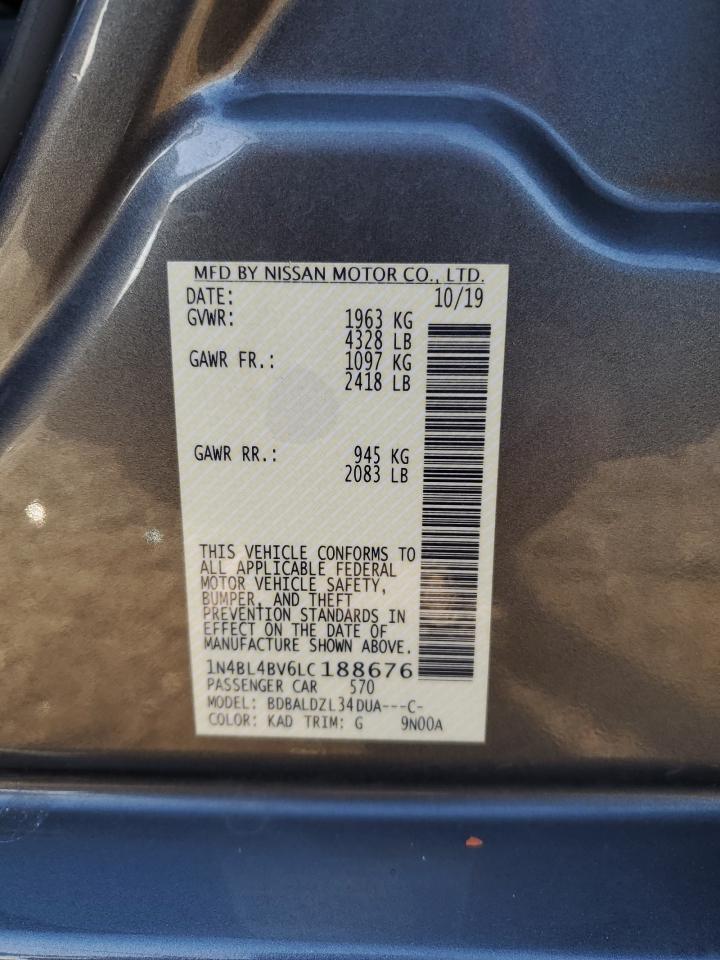 MFD BY NISSAN MOTOR CO., LTD.
DATE: 10/19
GVWR: 1963 KG
4328 LB
GAWR FR.: 1097 KG
2418 LB
GAWR RR.: 945 KG
2083 LB
THIS VEHICLE CONFORMS TO
ALL APPLICABLE FEDERAL
MOTOR VEHICLE SAFETY,
BUMPER, AND THEFT
PREVENTION STANDARDS IN
EFFECT ON THE DATE OF
MANUFACTURE SHOWN ABOVE.
1N4BL4BV6LC188676
PASSENGER CAR 570
MODEL: BDBALDZL34DUA---C-
COLOR: KAD TRIM: G 9N00A